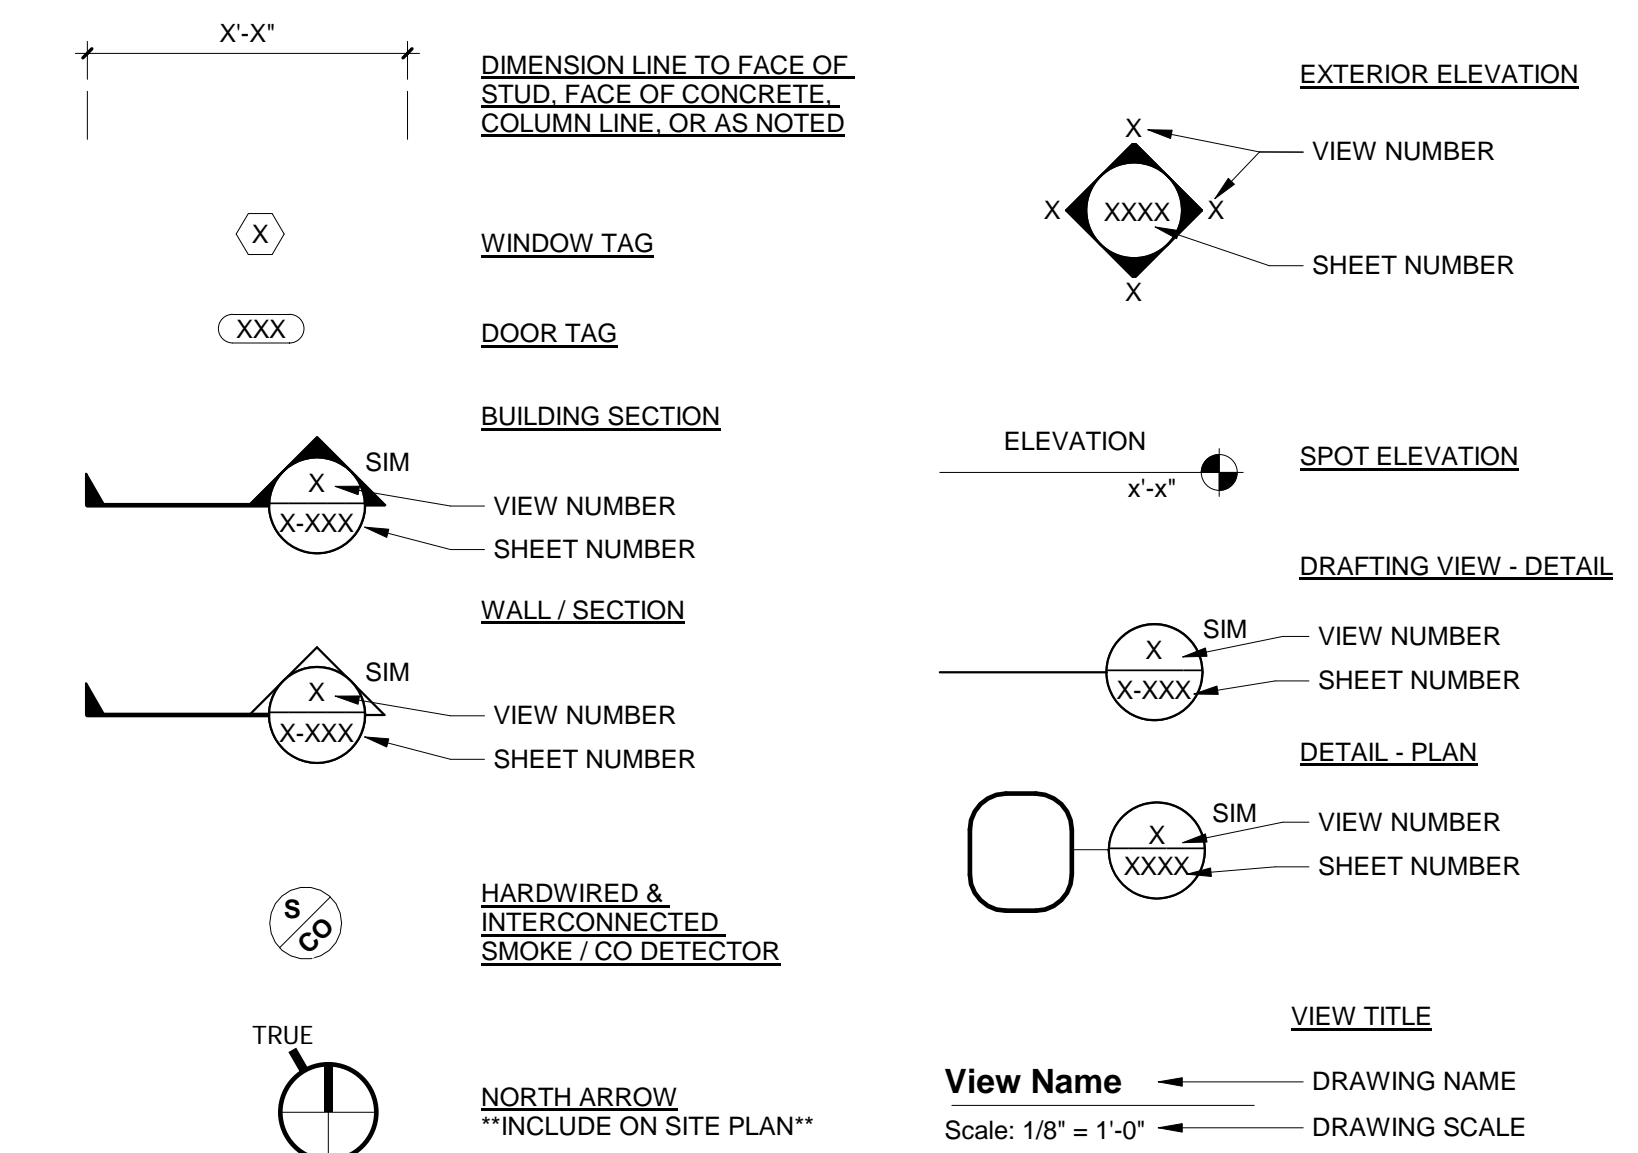 X'-X"
DIMENSION LINE TO FACE OF
STUD, FACE OF CONCRETE,
COLUMN LINE, OR AS NOTED
X
WINDOW TAG
XXX
DOOR TAG
BUILDING SECTION
SIM
X
X-XXX
VIEW NUMBER
SHEET NUMBER
WALL / SECTION
SIM
X
X-XXX
VIEW NUMBER
SHEET NUMBER
S
CO
HARDWIRED &
INTERCONNECTED
SMOKE / CO DETECTOR
TRUE
NORTH ARROW
**INCLUDE ON SITE PLAN**
EXTERIOR ELEVATION
X
VIEW NUMBER
X XXXX X
SHEET NUMBER
X
ELEVATION
x'-x"
SPOT ELEVATION
DRAFTING VIEW - DETAIL
SIM
X
X-XXX
VIEW NUMBER
SHEET NUMBER
DETAIL - PLAN
SIM
X
XXXX
VIEW NUMBER
SHEET NUMBER
VIEW TITLE
View Name
DRAWING NAME
Scale: 1/8" = 1'-0"
DRAWING SCALE